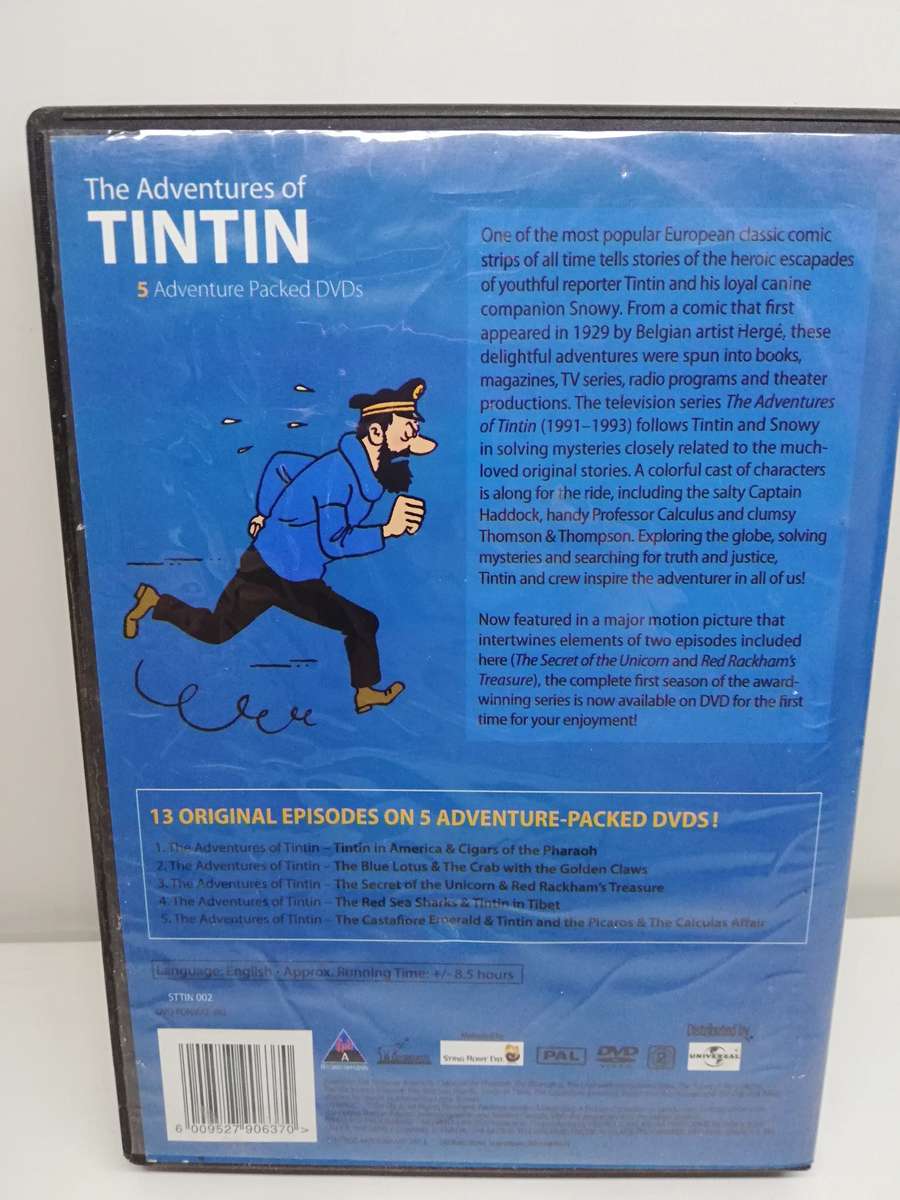 The Adventures of
TINTIN
5 Adventure Packed DVDs
One of the most popular European classic comic
strips of all time tells stories of the heroic escapades
of youthful reporter Tintin and his loyal canine
companion Snowy. From a comic that first
appeared in 1929 by Belgian artist Hergé, these
delightful adventures were spun into books,
magazines, TV series, radio programs and theater
productions. The television series The Adventures
of Tintin (1991–1993) follows Tintin and Snowy
in solving mysteries closely related to the much-
loved original stories. A colorful cast of characters
is along for the ride, including the salty Captain
Haddock, handy Professor Calculus and clumsy
Thomson & Thompson. Exploring the globe, solving
mysteries and searching for truth and justice,
Tintin and crew inspire the adventurer in all of us!
Now featured in a major motion picture that
intertwines elements of two episodes included
here (The Secret of the Unicorn and Red Rackham's
Treasure), the complete first season of the award-
winning series is now available on DVD for the first
time for your enjoyment!
13 ORIGINAL EPISODES ON 5 ADVENTURE-PACKED DVDS!
1. The Adventures of Tintin – Tintin in America & Cigars of the Pharaoh
2. The Adventures of Tintin – The Blue Lotus & The Crab with the Golden Claws
3. The Adventures of Tintin – The Secret of the Unicorn & Red Rackham's Treasure
4. The Adventures of Tintin – The Red Sea Sharks & Tintin in Tibet
5. The Adventures of Tintin – The Castafiore Emerald & Tintin and the Picaros & The Calculas Affair
Language: English · Approx. Running Time: +/- 8.5 hours
STTIN 002
Distributed by
A
PAL
DVD
VIDEO
2
UNIVERSAL
6 009527 906370 >